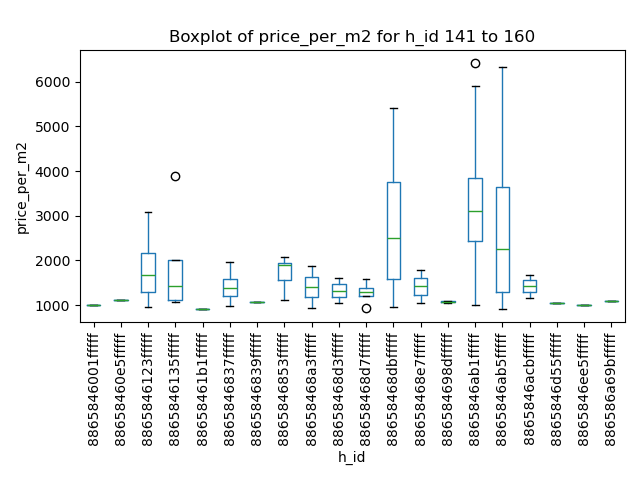 Boxplot of price_per_m2 for h_id 141 to 160
price_per_m2
6000
5000
4000
3000
2000
1000
8865846001fffff
88658460e5fffff
8865846123fffff
8865846135fffff
88658461b1fffff
8865846837fffff
8865846839fffff
8865846853fffff
88658468a3fffff
88658468d3fffff
88658468d7fffff
88658468dbfffff
88658468e7fffff
886584698dfffff
8865846ab1fffff
8865846ab5fffff
8865846acbfffff
8865846d55fffff
8865846ee5fffff
886586a69bfffff
h_id